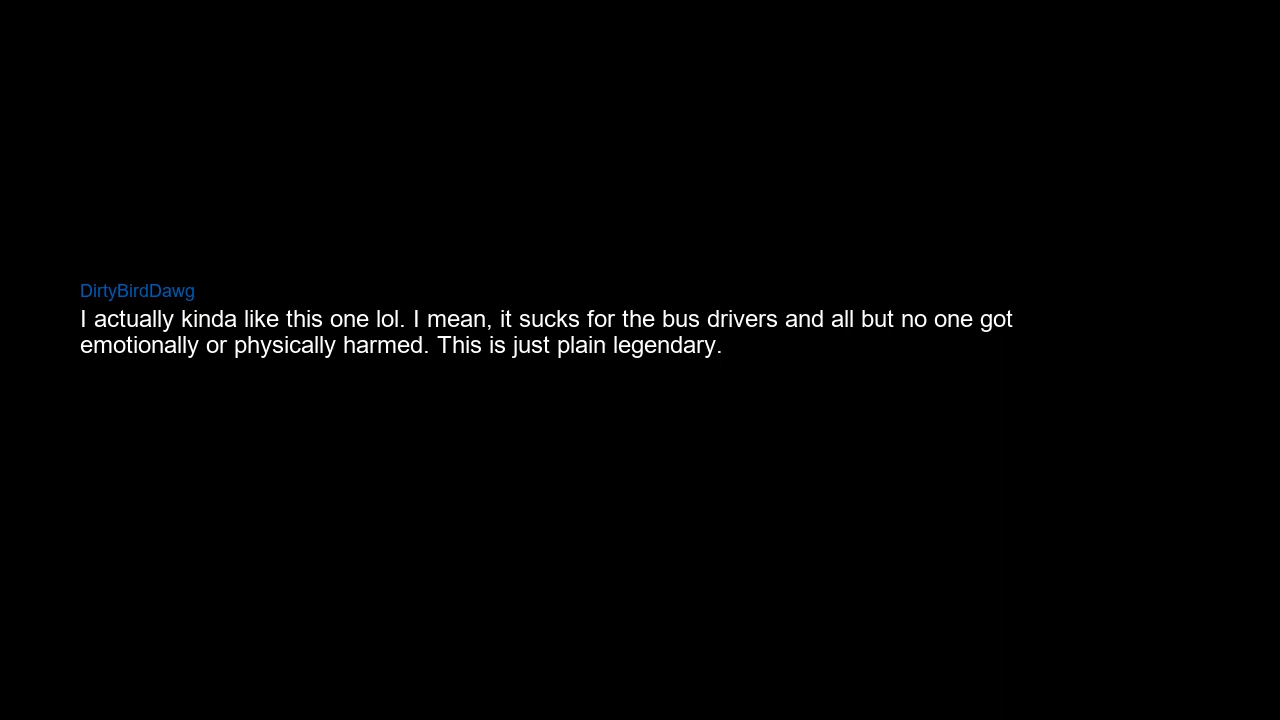 DirtyBirdDawg
I actually kinda like this one lol. I mean, it sucks for the bus drivers and all but no one got
emotionally or physically harmed. This is just plain legendary.